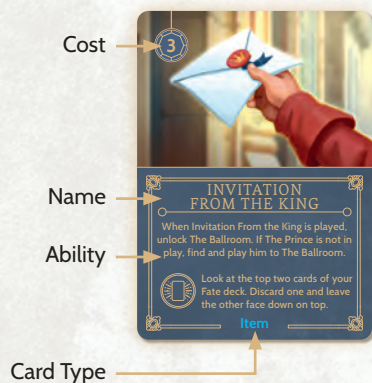 Cost
3
Name
INVITATION
FROM THE KING
When Invitation From the King is played,
unlock The Ballroom. If The Prince is not in
play, find and play him to The Ballroom.
Ability
Look at the top two cards of your
Fate deck. Discard one and leave
the other face down on top.
Item
Card Type